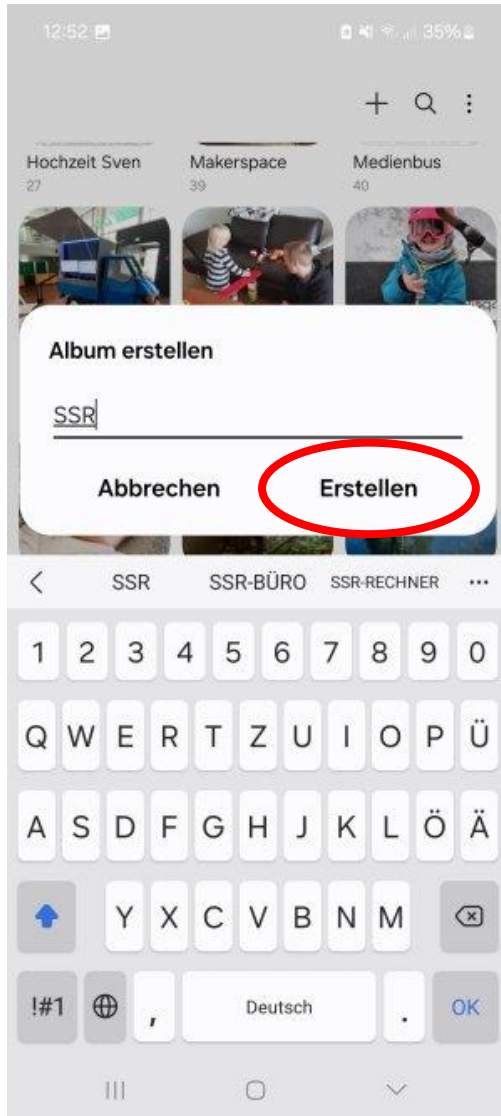 12:52 35%
Hochzeit Sven Makerspace Medienbus
27 39 40
Album erstellen
SSR
Abbrechen Erstellen
SSR SSR-BÜRO SSR-RECHNER
1 2 3 4 5 6 7 8 9 0
Q W E R T Z U I O P Ü
A S D F G H J K L Ö Ä
Y X C V B N M
!#1 , Deutsch . OK